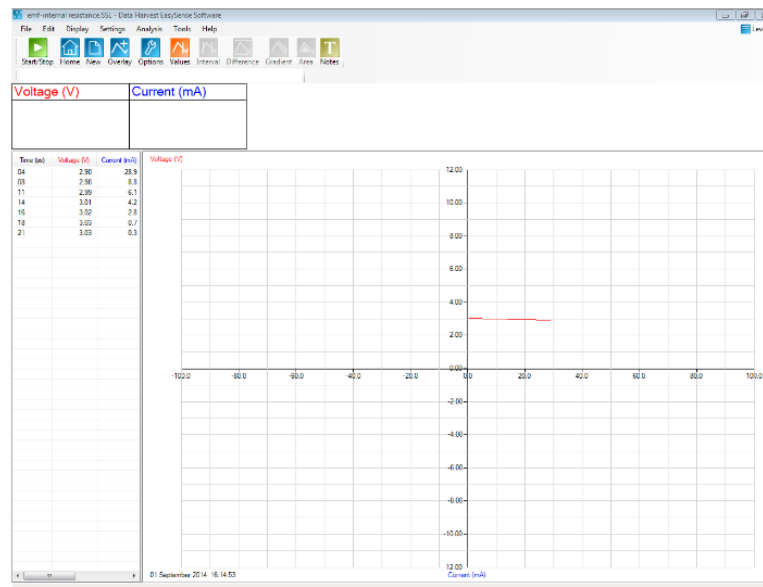 emf-internal resistance.SSL - Data Harvest EasySense Software
File Edit Display Settings Analysis Tools Help
Start/Stop Home New Overlay Options Values Interval Difference Gradient Area Notes
Voltage (V) Current (mA)
Voltage (V) Current (mA)
04 2.90 28.9
08 2.98 8.8
11 2.99 6.1
14 3.01 4.2
16 3.02 2.8
18 0.7
21 3.03 0.3
Voltage (V)
12.00
10.00
8.00
6.00
4.00
2.00
0.00
-100.0 -80.0 -60.0 -40.0 -20.0 0.0 20.0 40.0 60.0 80.0 100.0
-2.00
-4.00
-6.00
-8.00
-10.00
12.00
01 September 2014 16:14:53 Current (mA)